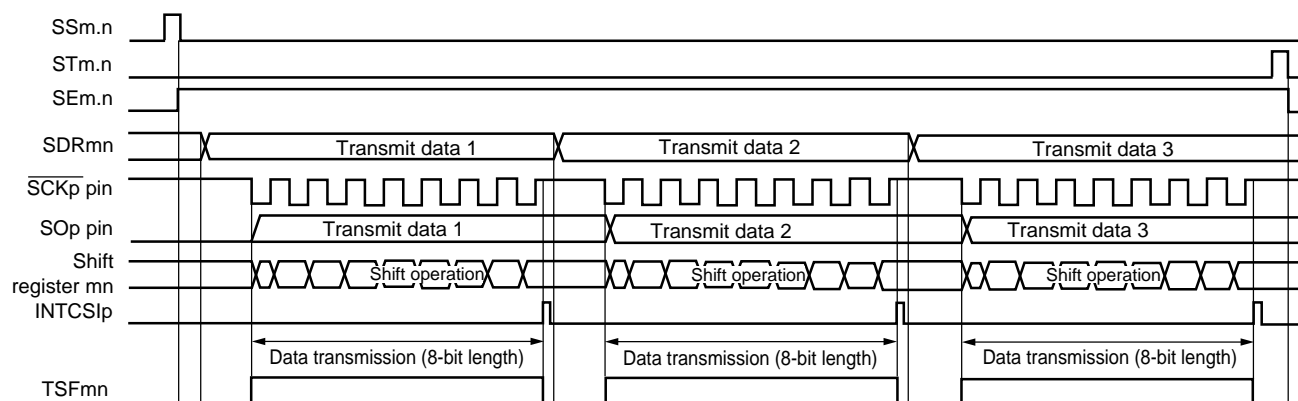 SSm.n
STm.n
SEm.n
SDRmn Transmit data 1 Transmit data 2 Transmit data 3
SCKp pin
SOp pin Transmit data 1 Transmit data 2 Transmit data 3
Shift
register mn Shift operation Shift operation Shift operation
INTCSIp
Data transmission (8-bit length) Data transmission (8-bit length) Data transmission (8-bit length)
TSFmn